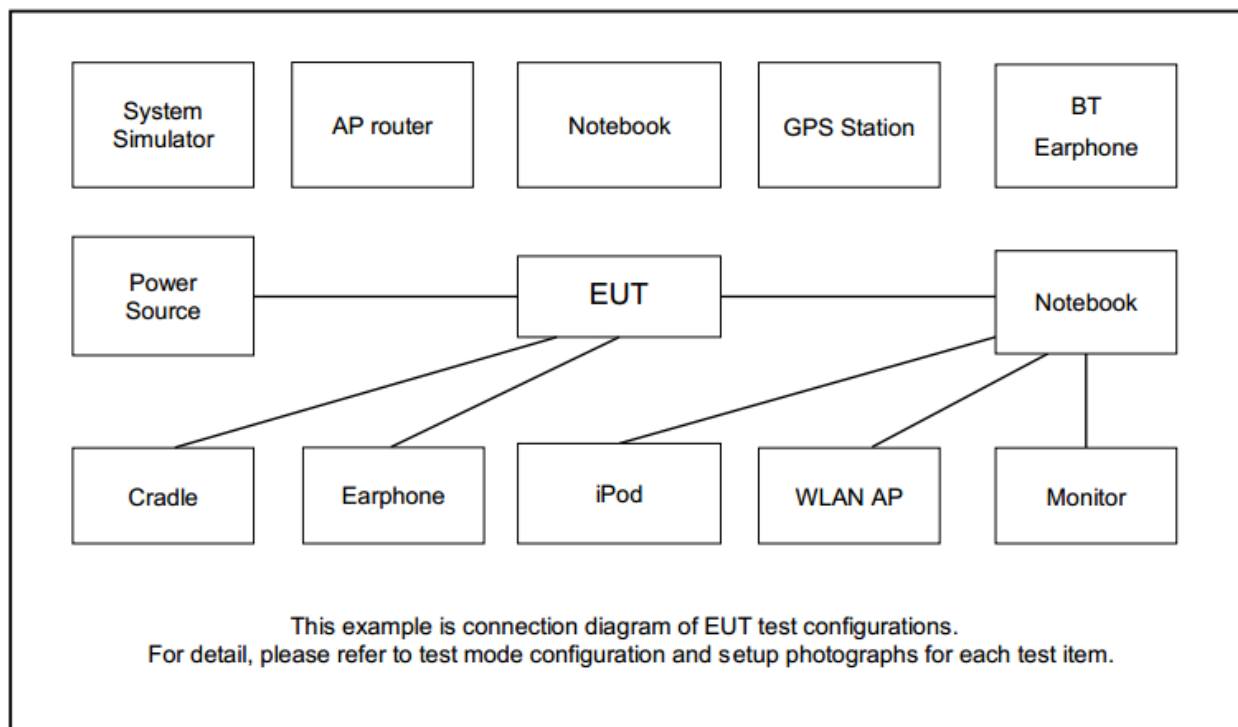 System
Simulator
AP router
Notebook
GPS Station
BT
Earphone
Power
Source
EUT
Notebook
Cradle
Earphone
iPod
WLAN AP
Monitor
This example is connection diagram of EUT test configurations.
For detail, please refer to test mode configuration and setup photographs for each test item.